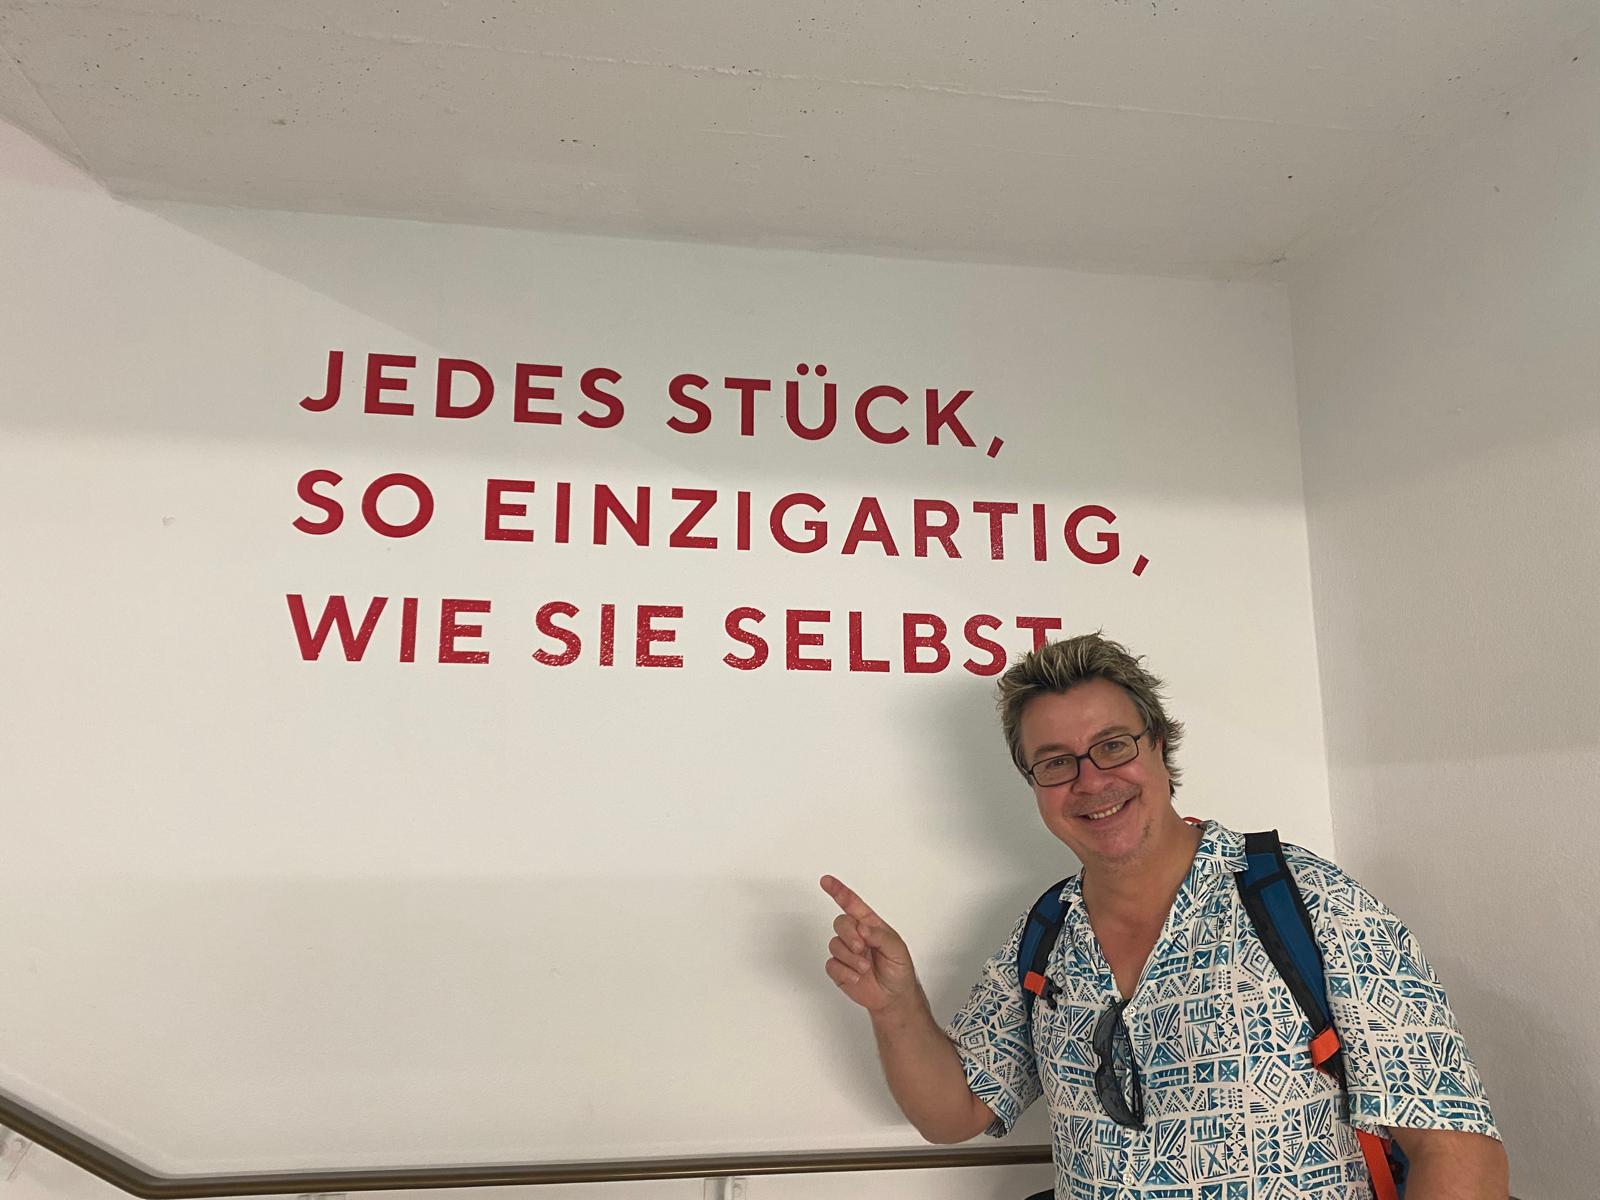 JEDES STÜCK,
SO EINZIGARTIG,
WIE SIE SELBST